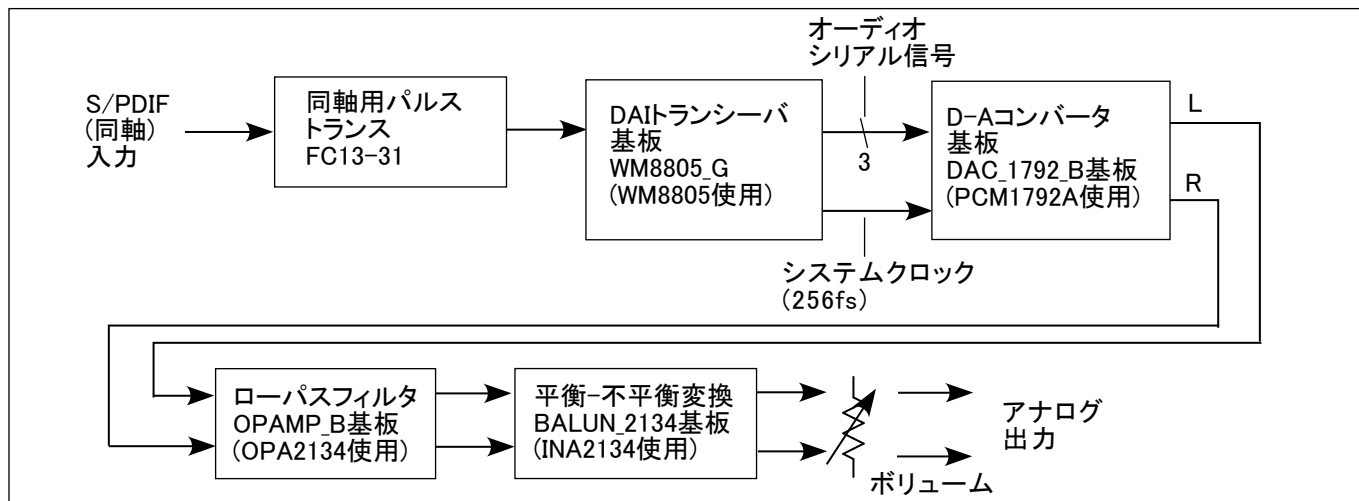 オーディオ
シリアル信号
S/PDIF
(同軸)
入力
同軸用パルス
トランス
FC13-31
DAIトランシーバ
基板
WM8805_G
(WM8805使用)
3
D-Aコンバータ
基板
DAC_1792_B基板
(PCM1792A使用)
L
R
システムクロック
(256fs)
ローパスフィルタ
OPAMP_B基板
(OPA2134使用)
平衡-不平衡変換
BALUN_2134基板
(INA2134使用)
ボリューム
アナログ
出力